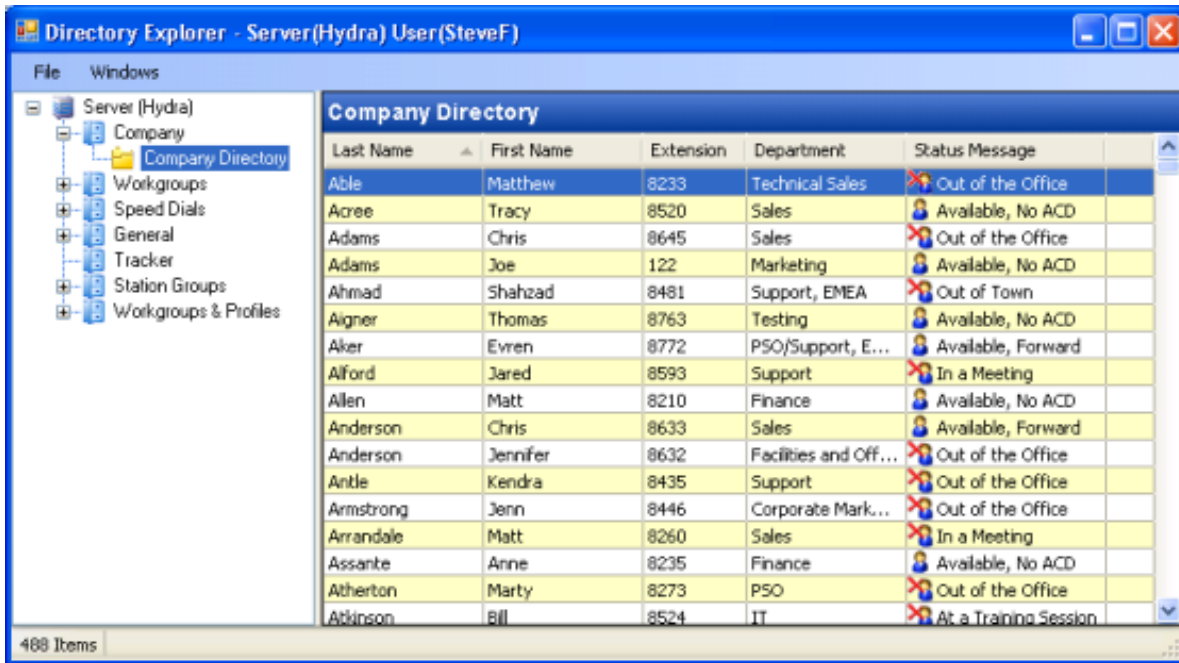 Directory Explorer - Server(Hydra) User(SteveF)
File Windows
Server (Hydra)
Company
Company Directory
Workgroups
Speed Dials
General
Tracker
Station Groups
Workgroups & Profiles
Company Directory
Last Name First Name Extension Department Status Message
Able Matthew 8233 Technical Sales Out of the Office
Acree Tracy 8520 Sales Available, No ACD
Adams Chris 8645 Sales Out of the Office
Adams Joe 122 Marketing Available, No ACD
Ahmad Shahzad 8481 Support, EMEA Out of Town
Aigner Thomas 8763 Testing Available, No ACD
Aker Evren 8772 PSO/Support, E... Available, Forward
Alford Jared 8593 Support In a Meeting
Allen Matt 8210 Finance Available, No ACD
Anderson Chris 8633 Sales Available, Forward
Anderson Jennifer 8632 Facilities and Off... Out of the Office
Antle Kendra 8435 Support Out of the Office
Armstrong Jenn 8446 Corporate Mark... Out of the Office
Arrandale Matt 8260 Sales In a Meeting
Assante Anne 8235 Finance Available, No ACD
Atherton Marty 8273 PSO Out of the Office
Atkinson Bill 8524 IT At a Training Session
488 Items